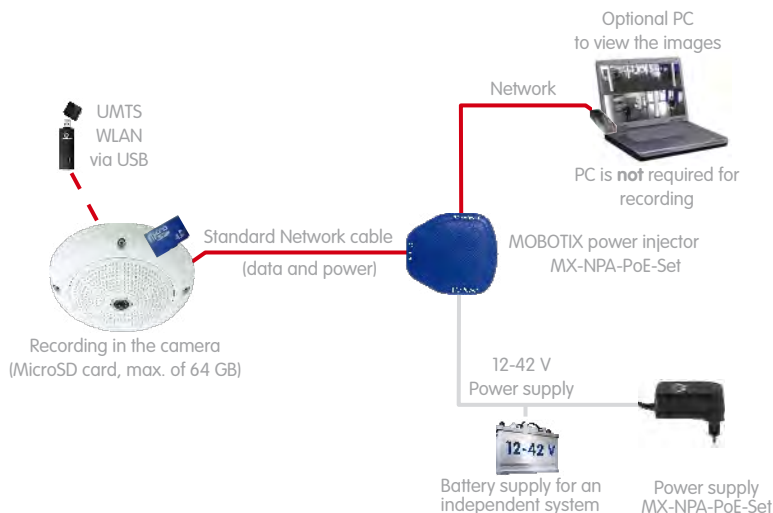 Optional PC
to view the images
Network
UMTS
WLAN
via USB
PC is not required for
recording
Standard Network cable
(data and power)
MOBOTIX power injector
MX-NPA-PoE-Set
Recording in the camera
(MicroSD card, max. of 64 GB)
12-42 V
Power supply
12-42 V
Battery supply for an
independent system
Power supply
MX-NPA-PoE-Set